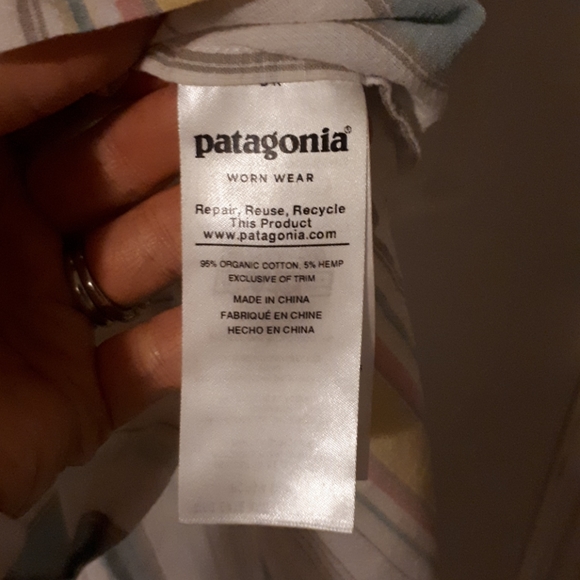 patagonia®
WORN WEAR
Repair, Reuse, Recycle
This Product
www.patagonia.com
95% ORGANIC COTTON, 5% HEMP
EXCLUSIVE OF TRIM
MADE IN CHINA
FABRIQUÉ EN CHINE
HECHO EN CHINA